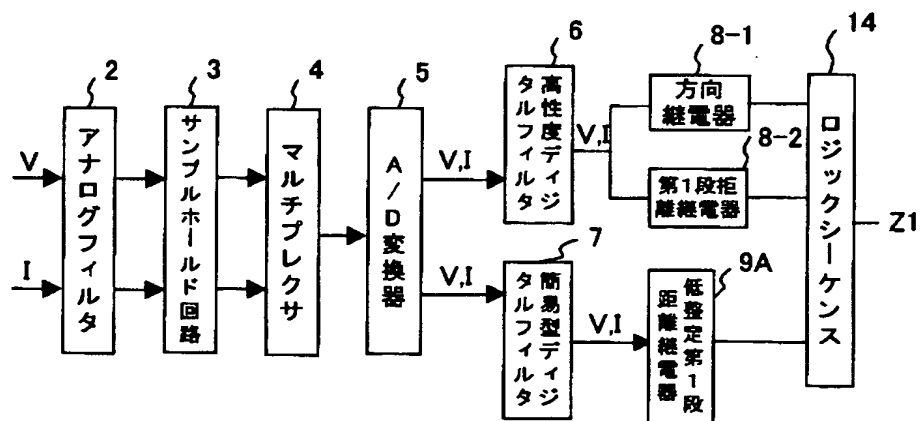 2
3
4
5
6
8-1
14
V
I
アナログフィルタ
サンプルホールド回路
マルチプレクサ
A/D変換器
V,I
V,I
高性度ディジ
タルフィルタ
V,I
方向
継電器
8-2
第1段拒
離継電器
7
簡易型ディジ
タルフィルタ
V,I
9A
低整定第1段
距離継電器
ロジックシーケンス
Z1